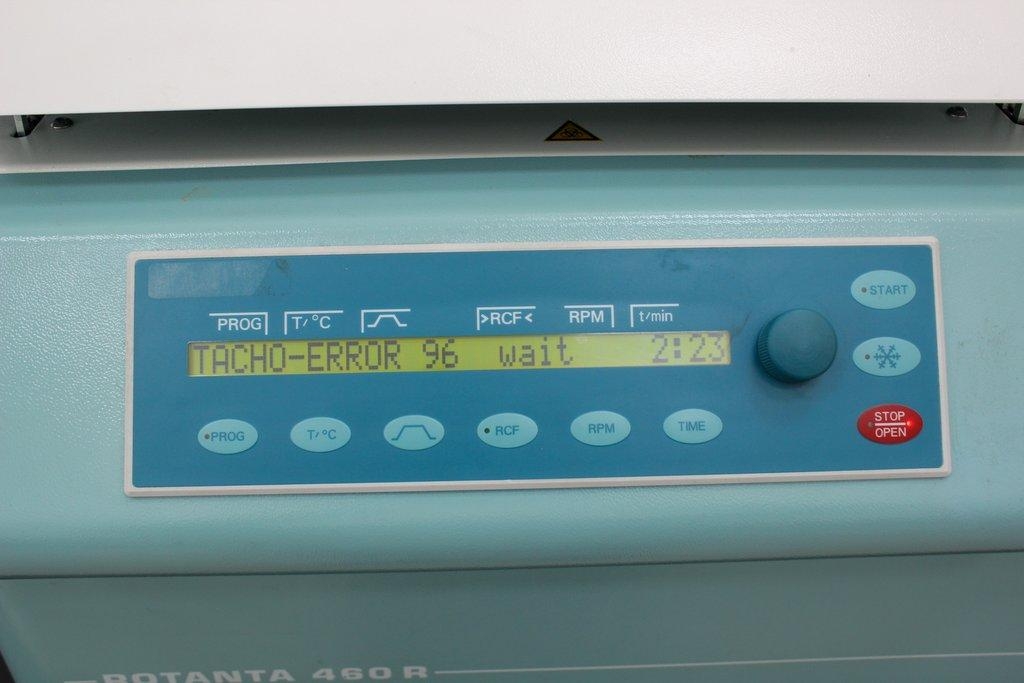 PROG T/°C >RCF< RPM t/min
TACHO-ERROR 96 wait 2:23
START
PROG T/°C RCF RPM TIME
STOP
OPEN
ROTANTA 460 R